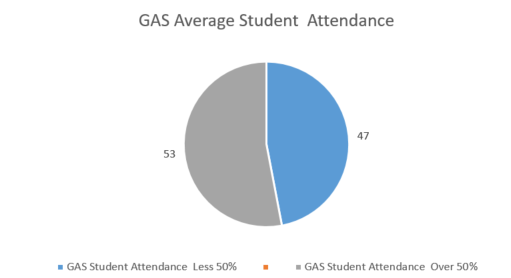 GAS Average Student Attendance
47
53
GAS Student Attendance Less 50%
GAS Student Attendance Over 50%